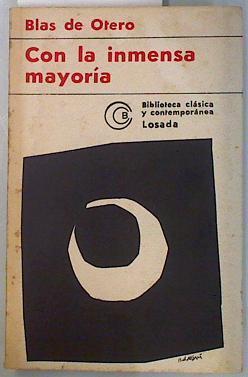 Blas de Otero
Con la inmensa
mayoría
B
Biblioteca clásica
y contemporánea
Losada